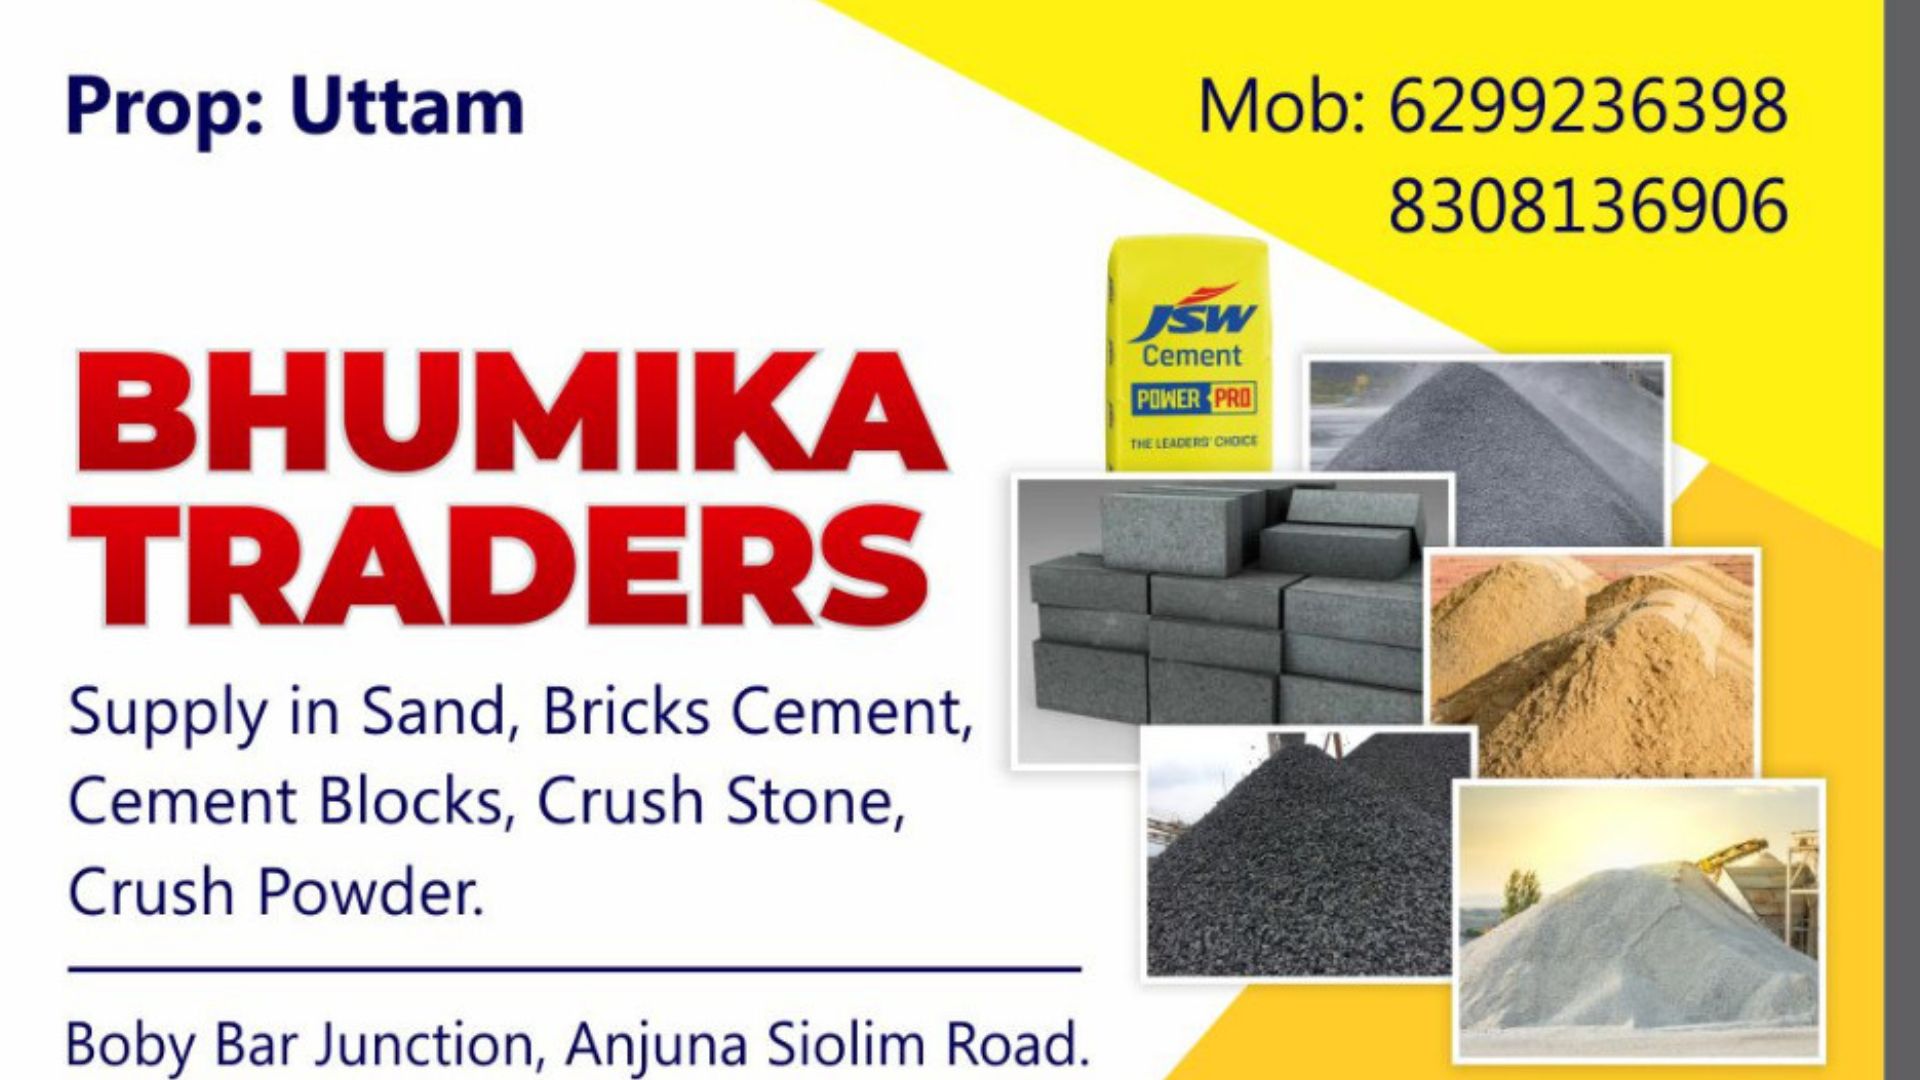 Prop: Uttam
Mob: 6299236398
8308136906
JSW
Cement
POWER PRO
THE LEADERS' CHOICE
BHUMIKA
TRADERS
Supply in Sand, Bricks Cement,
Cement Blocks, Crush Stone,
Crush Powder.
Boby Bar Junction, Anjuna Siolim Road.